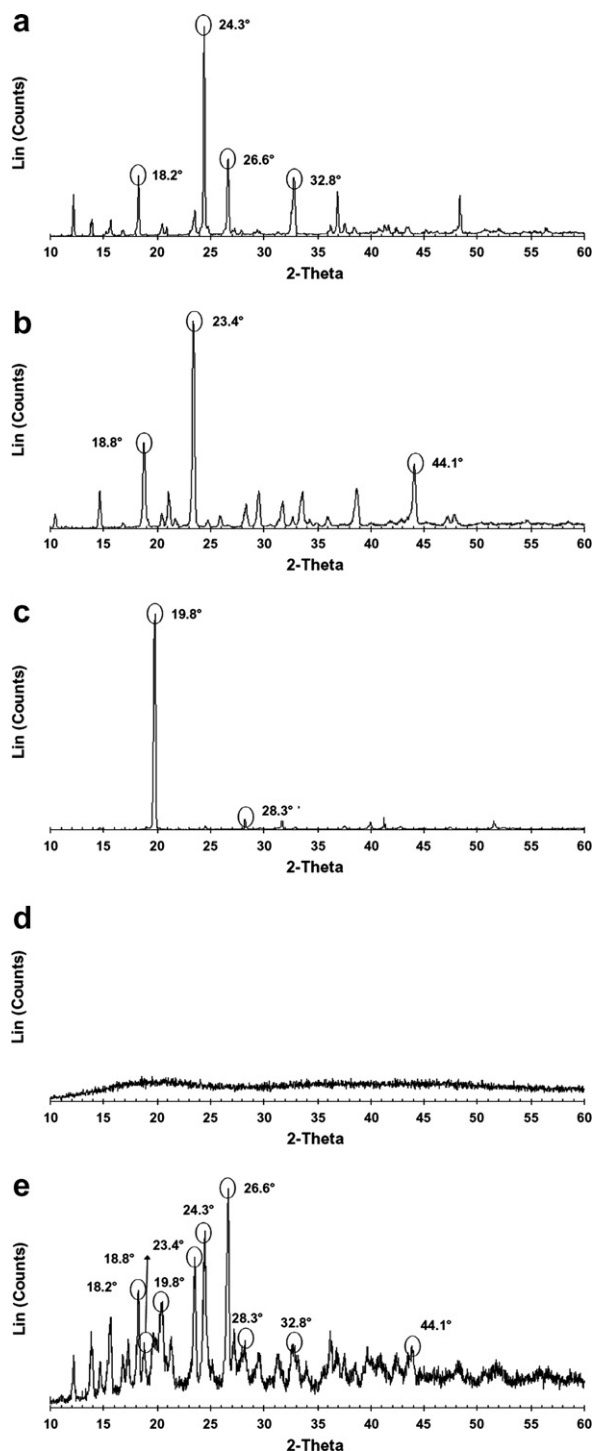 a
24.3°
18.2°
26.6°
32.8°
Lin (Counts)
10 15 20 25 30 35 40 45 50 55 60
2-Theta
b
23.4°
18.8°
44.1°
Lin (Counts)
10 15 20 25 30 35 40 45 50 55 60
2-Theta
c
19.8°
28.3°
Lin (Counts)
10 15 20 25 30 35 40 45 50 55 60
2-Theta
d
Lin (Counts)
10 15 20 25 30 35 40 45 50 55 60
2-Theta
e
26.6°
24.3°
18.8° 23.4°
18.2° 19.8°
28.3° 32.8° 44.1°
Lin (Counts)
10 15 20 25 30 35 40 45 50 55 60
2-Theta